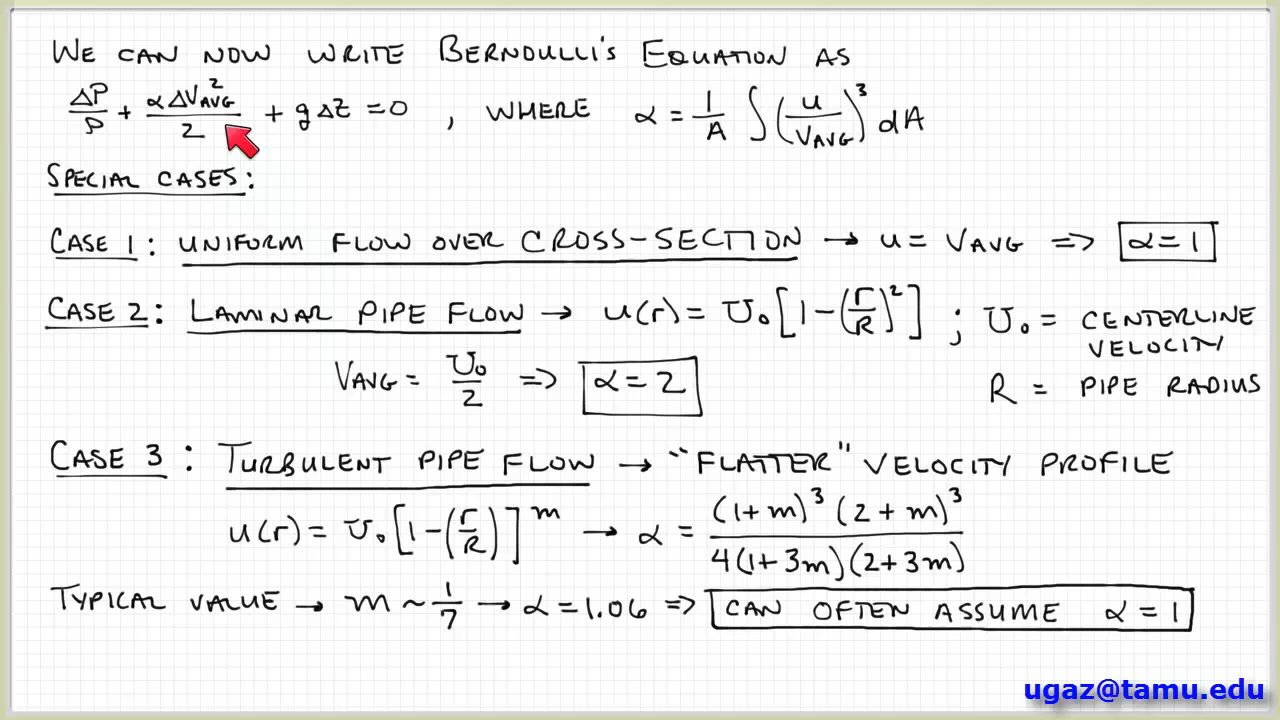 WE CAN NOW WRITE BERNOULLI'S EQUATION AS
ΔP/ρ + αΔV_AVG²/2 + gΔZ = 0 , WHERE α = 1/A ∫(u/V_AVG)³ dA
SPECIAL CASES:
CASE 1: UNIFORM FLOW OVER CROSS-SECTION → u = V_AVG => α = 1
CASE 2: LAMINAR PIPE FLOW → u(r) = U₀[1-(r/R)²] ; U₀ = CENTERLINE VELOCITY
V_AVG = U₀/2 => α = 2
R = PIPE RADIUS
CASE 3: TURBULENT PIPE FLOW → "FLATTER" VELOCITY PROFILE
u(r) = U₀[1-(r/R)]^m → α = (1+m)³(2+m)³/4(1+3m)(2+3m)
TYPICAL VALUE → m ~ 1/7 → α = 1.06 => CAN OFTEN ASSUME α = 1
ugaz@tamu.edu